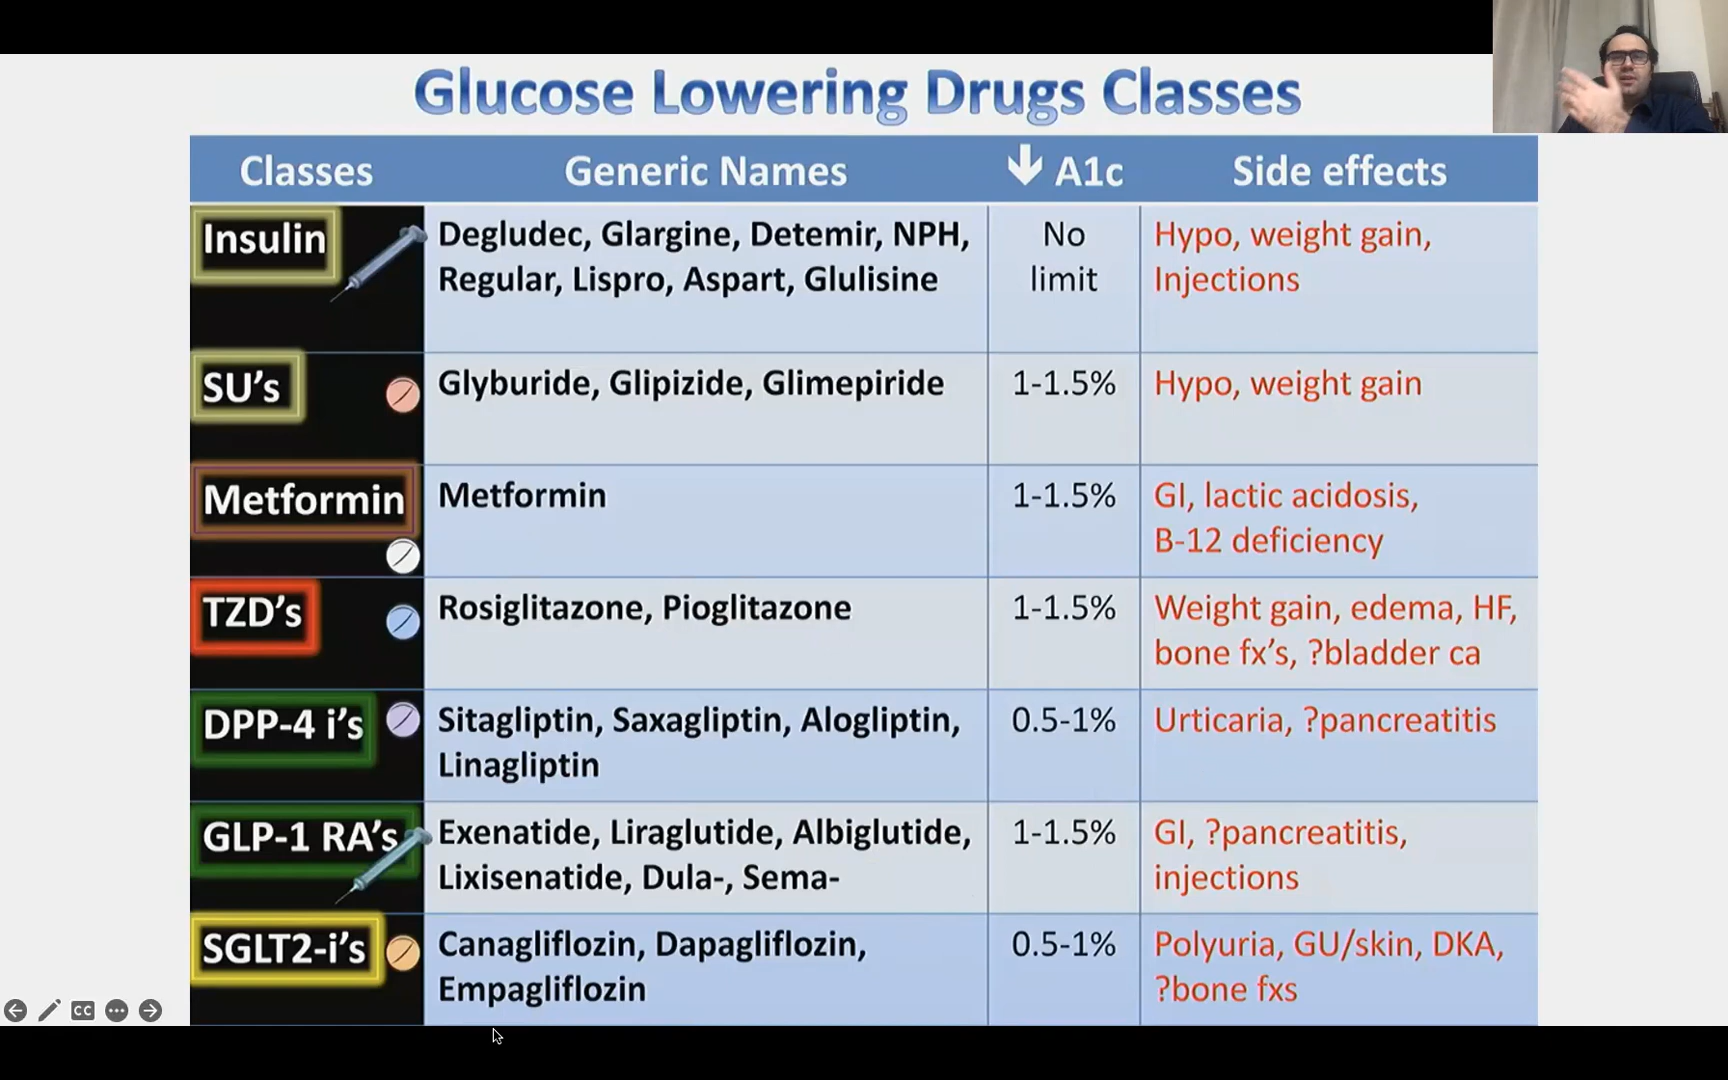 Glucose Lowering Drugs Classes
Classes Generic Names A1c Side effects
Insulin
Degludec, Glargine, Detemir, NPH,
Regular, Lispro, Aspart, Glulisine
No
limit
Hypo, weight gain,
Injections
SU's
Glyburide, Glipizide, Glimepiride
1-1.5%
Hypo, weight gain
Metformin
Metformin
1-1.5%
GI, lactic acidosis,
B-12 deficiency
TZD's
Rosiglitazone, Pioglitazone
1-1.5%
Weight gain, edema, HF,
bone fx's, ?bladder ca
DPP-4 i's
Sitagliptin, Saxagliptin, Alogliptin,
Linagliptin
0.5-1%
Urticaria, ?pancreatitis
GLP-1 RA's
Exenatide, Liraglutide, Albiglutide,
Lixisenatide, Dula-, Sema-
1-1.5%
GI, ?pancreatitis,
injections
SGLT2-i's
Canagliflozin, Dapagliflozin,
Empagliflozin
0.5-1%
Polyuria, GU/skin, DKA,
?bone fxs
CC